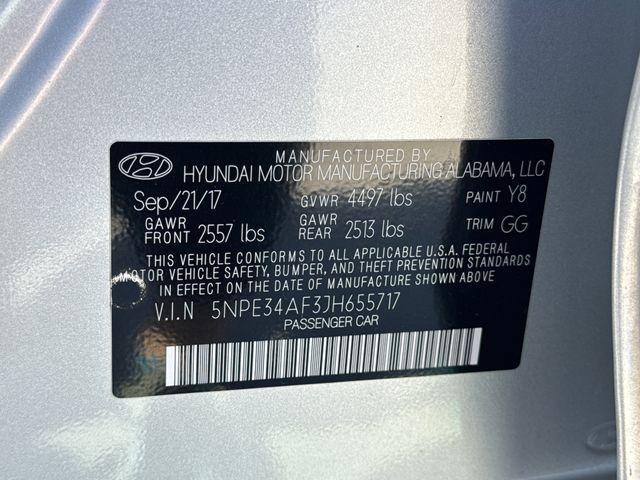 MANUFACTURED BY
HYUNDAI MOTOR MANUFACTURING ALABAMA, LLC
Sep/21/17 GVWR 4497 lbs PAINT Y8
GAWR FRONT 2557 lbs GAWR REAR 2513 lbs TRIM GG
THIS VEHICLE CONFORMS TO ALL APPLICABLE U.S.A. FEDERAL
MOTOR VEHICLE SAFETY, BUMPER, AND THEFT PREVENTION STANDARDS
IN EFFECT ON THE DATE OF MANUFACTURE SHOWN ABOVE.
V.I.N 5NPE34AF3JH655717
PASSENGER CAR